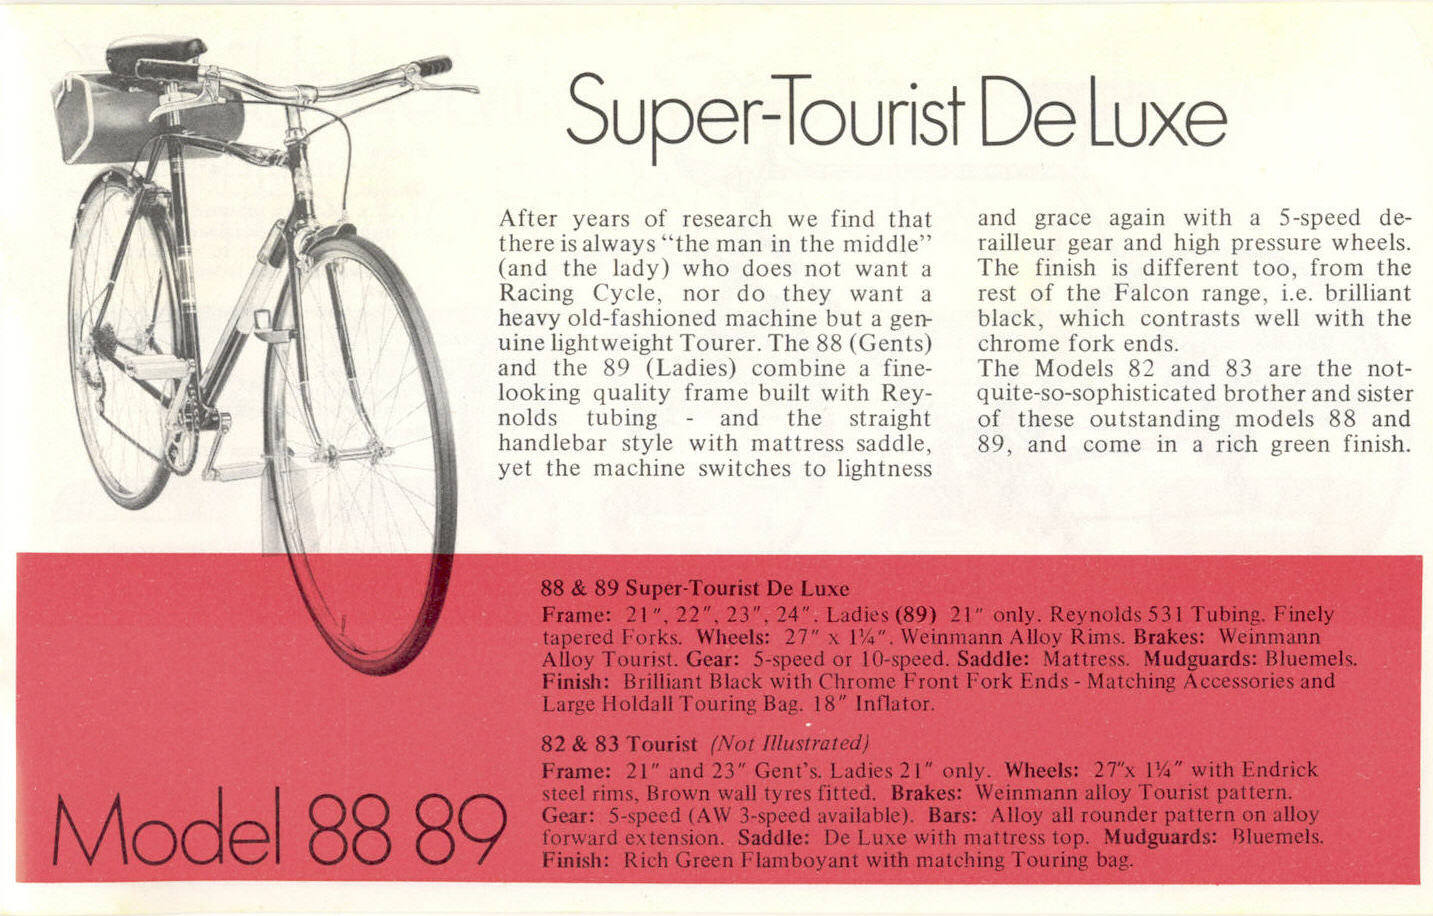 Super-Tourist De Luxe
After years of research we find that
there is always “the man in the middle”
(and the lady) who does not want a
Racing Cycle, nor do they want a
heavy old-fashioned machine but a gen-
uine lightweight Tourer. The 88 (Gents)
and the 89 (Ladies) combine a fine-
looking quality frame built with Rey-
nolds tubing - and the straight
handlebar style with mattress saddle,
yet the machine switches to lightness
and grace again with a 5-speed de-
railleur gear and high pressure wheels.
The finish is different too, from the
rest of the Falcon range, i.e. brilliant
black, which contrasts well with the
chrome fork ends.
The Models 82 and 83 are the not-
quite-so-sophisticated brother and sister
of these outstanding models 88 and
89, and come in a rich green finish.
88 & 89 Super-Tourist De Luxe
Frame: 21", 22", 23", 24". Ladies (89) 21" only. Reynolds 531 Tubing. Finely
tapered Forks. Wheels: 27" x 1¼". Weinmann Alloy Rims. Brakes: Weinmann
Alloy Tourist. Gear: 5-speed or 10-speed. Saddle: Mattress. Mudguards: Bluemels.
Finish: Brilliant Black with Chrome Front Fork Ends - Matching Accessories and
Large Holdall Touring Bag. 18" Inflator.
82 & 83 Tourist (Not Illustrated)
Frame: 21" and 23" Gent's. Ladies 21" only. Wheels: 27"x 1¼" with Endrick
steel rims, Brown wall tyres fitted. Brakes: Weinmann alloy Tourist pattern.
Gear: 5-speed (AW 3-speed available). Bars: Alloy all rounder pattern on alloy
forward extension. Saddle: De Luxe with mattress top. Mudguards: Bluemels.
Finish: Rich Green Flamboyant with matching Touring bag.
Model 88 89